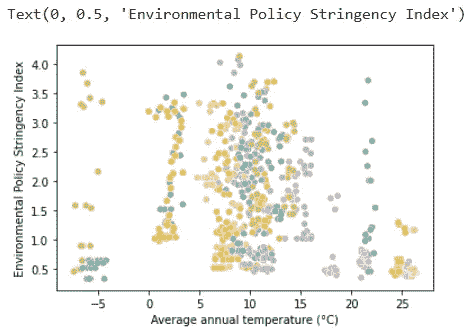 Text(0, 0.5, 'Environmental Policy Stringency Index')
Environmental Policy Stringency Index
4.0
3.5
3.0
2.5
2.0
1.5
1.0
0.5
−5 0 5 10 15 20 25
Average annual temperature (°C)